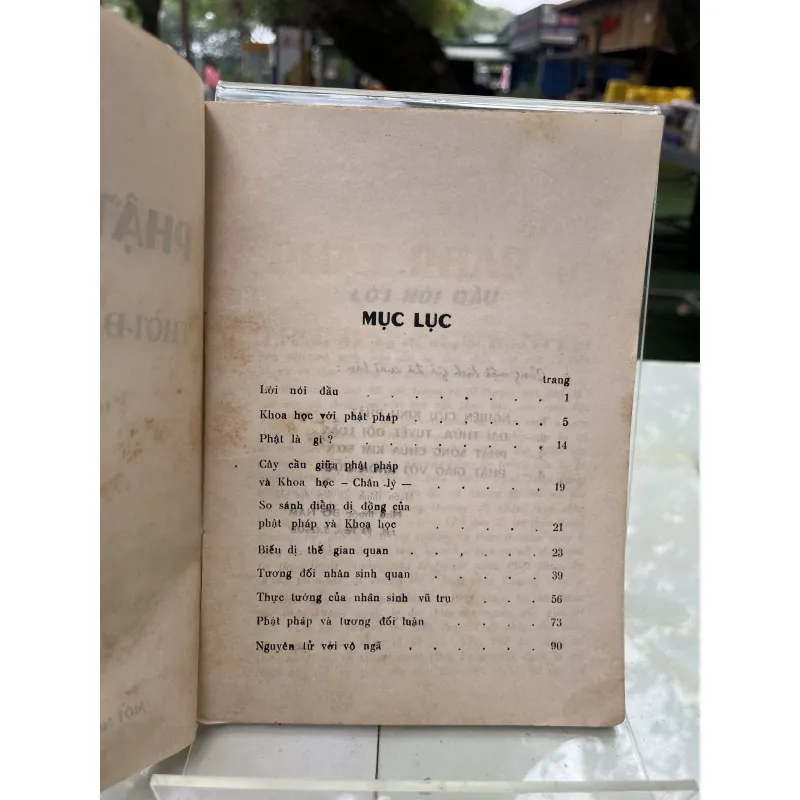 PHẬT
THỜI-Đ
MỤC LỤC
trang
Lời nói đầu . . . . . . . 1
Khoa học với phật pháp . . . . . . 5
Phật là gì ? . . . . . . . 14
Cây cầu giữa phật pháp
và Khoa học — Chân lý — . . . . . 19
So sánh điểm dị đồng của
phật pháp và Khoa học . . . . . 21
Biến dị thế gian quan . . . . . . 23
Tương đối nhân sinh quan . . . . . 39
Thực tướng của nhân sinh vũ trụ . . . . 56
Phật pháp và tương đối luận . . . . . 73
Nguyên tử với vô ngã . . . . . . 90